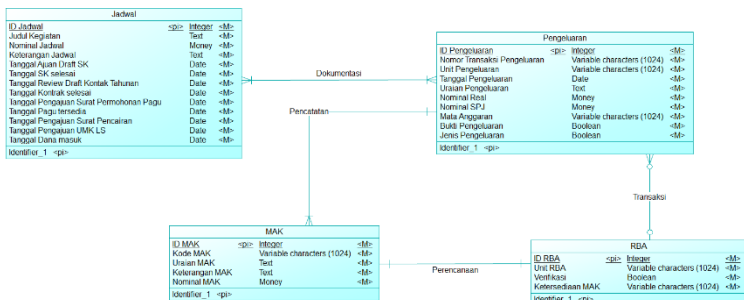 Jadwal
ID Jadwal <pi> Integer <M>
Judul Kegiatan Text <M>
Nominal Jadwal Money <M>
Keterangan Jadwal Text <M>
Tanggal Ajuan Draft SK Date <M>
Tanggal SK selesai Date <M>
Tanggal Review Draft Kontak Tahunan Date <M>
Tanggal Kontrak selesai Date <M>
Tanggal Pengajuan Surat Permohonan Pagu Date <M>
Tanggal Pagu tersedia Date <M>
Tanggal Pengajuan Surat Pencairan Date <M>
Tanggal Pengajuan UMK LS Date <M>
Tanggal Dana masuk Date <M>
Identifier_1 <pi>
Dokumentasi
Pencatatan
Pengeluaran
ID Pengeluaran <pi> Integer <M>
Nomor Transaksi Pengeluaran Variable characters (1024) <M>
Unit Pengeluaran Variable characters (1024) <M>
Tanggal Pengeluaran Date <M>
Uraian Pengeluaran Text <M>
Nominal Real Money <M>
Nominal SPJ Money <M>
Mata Anggaran Variable characters (1024) <M>
Bukti Pengeluaran Boolean <M>
Jenis Pengeluaran Boolean <M>
Identifier_1 <pi>
Transaksi
MAK
ID MAK <pi> Integer <M>
Kode MAK Variable characters (1024) <M>
Uraian MAK Text <M>
Keterangan MAK Text <M>
Nominal MAK Money <M>
Identifier_1 <pi>
Perencanaan
RBA
ID RBA <pi> Integer <M>
Unit RBA Variable characters (1024) <M>
Verifikasa Boolean <M>
Ketersediaan MAK Variable characters (1024) <M>
Identifier_1 <pi>